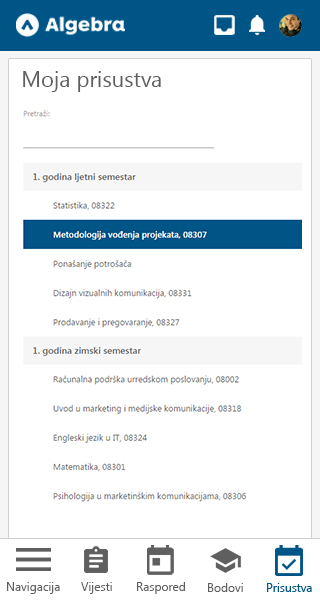 Algebra
Moja prisustva
Pretraži:
1. godina ljetni semestar
Statistika, 08322
Metodologija vođenja projekata, 08307
Ponašanje potrošača
Dizajn vizualnih komunikacija, 08331
Prodavanje i pregovaranje, 08327
1. godina zimski semestar
Računalna podrška urredskom poslovanju, 08002
Uvod u marketing i medijske komunikacije, 08318
Engleski jezik u IT, 08324
Matematika, 08301
Psihologija u marketinškim komunikacijama, 08306
Navigacija Vijesti Raspored Bodovi Prisustva